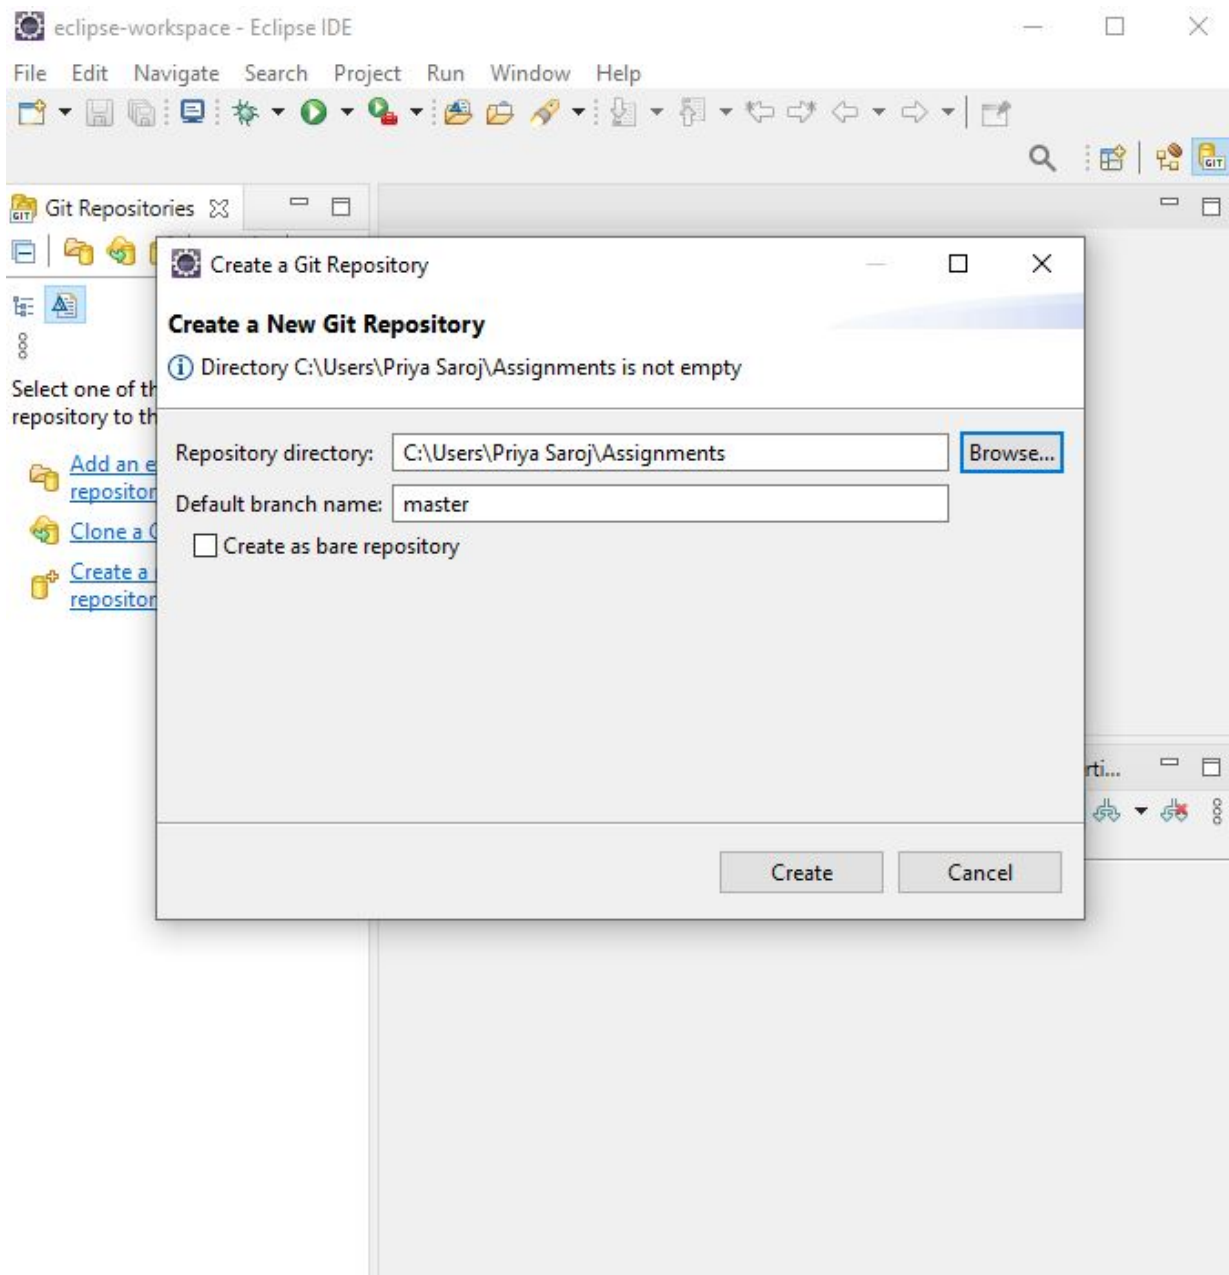 eclipse-workspace - Eclipse IDE
File Edit Navigate Search Project Run Window Help
GIT
GIT Git Repositories
Create a Git Repository
Create a New Git Repository
Directory C:\Users\Priya Saroj\Assignments is not empty
Select one of th
repository to th
Repository directory: C:\Users\Priya Saroj\Assignments Browse...
Add an e
repositor
Default branch name: master
Clone a
Create as bare repository
Create a
repositor
rti...
Create Cancel